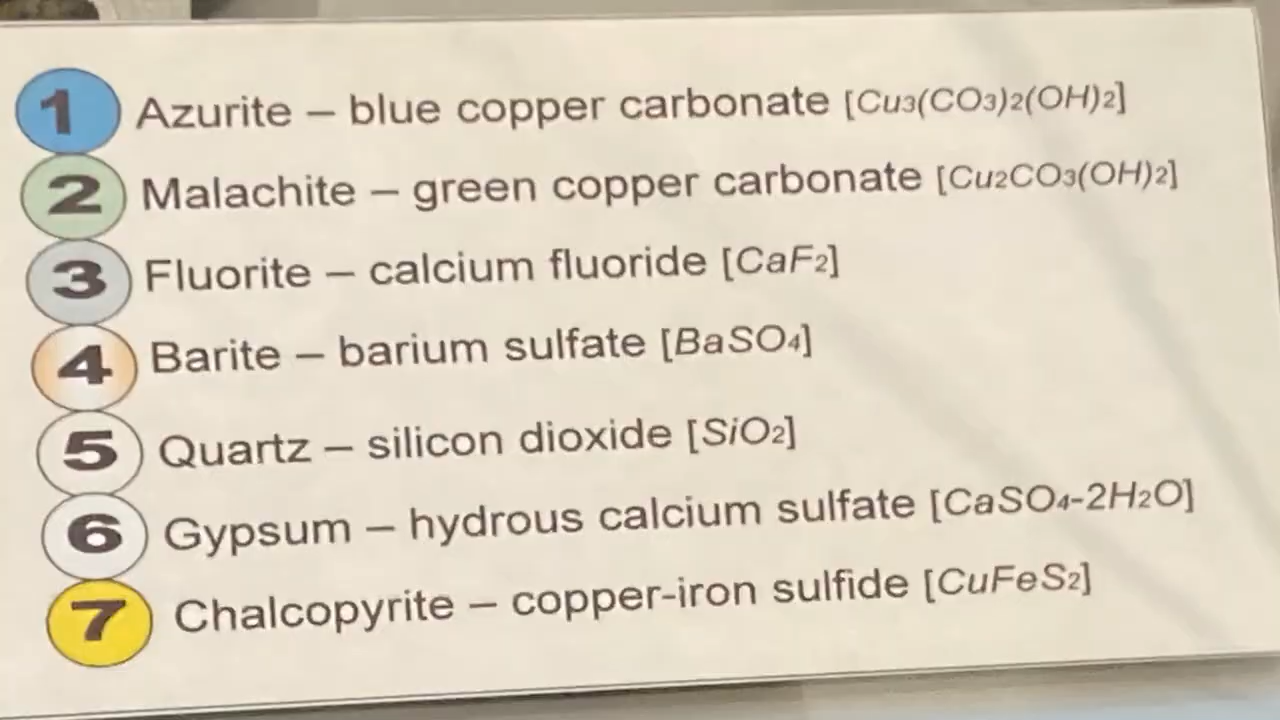 1 Azurite – blue copper carbonate [Cu3(CO3)2(OH)2]
2 Malachite – green copper carbonate [Cu2CO3(OH)2]
3 Fluorite – calcium fluoride [CaF2]
4 Barite – barium sulfate [BaSO4]
5 Quartz – silicon dioxide [SiO2]
6 Gypsum – hydrous calcium sulfate [CaSO4-2H2O]
7 Chalcopyrite – copper-iron sulfide [CuFeS2]